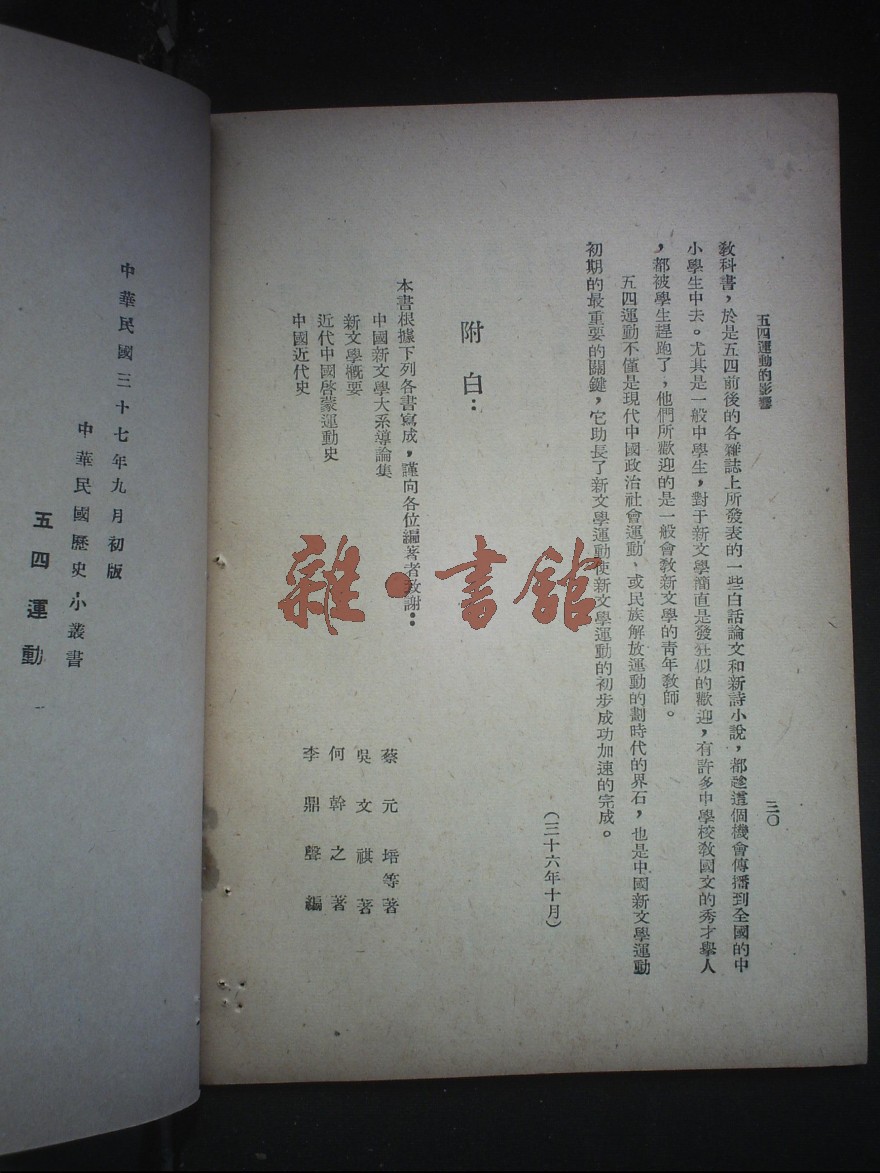 五四運動的影響
三〇
教科書，於是五四前後的各雜誌上所發表的一些白話論文和新詩小說，都趁這個機會傳播到全國的中
小學生中去。尤其是一般中學生，對于新文學簡直是發狂似的歡迎，有許多中學校教國文的秀才舉人
，都被學生趕跑了，他們所歡迎的是一般會教新文學的青年教師。
五四運動不僅是現代中國政治社會運動、或民族解放運動的劃時代的界石，也是中國新文學運動
初期的最重要的關鍵，它助長了新文學運動使新文學運動的初步成功加速的完成。
（三十六年十月）
附白：
本書根據下列各書寫成，謹向各位編著者致謝：
中國新文學大系導論集 蔡元培等著
新文學概要 吳文祺著
近代中國啓蒙運動史 何幹之著
中國近代史 李鼎聲編
中華民國三十七年九月初版
中華民國歷史小叢書
五四運動
雜·書館